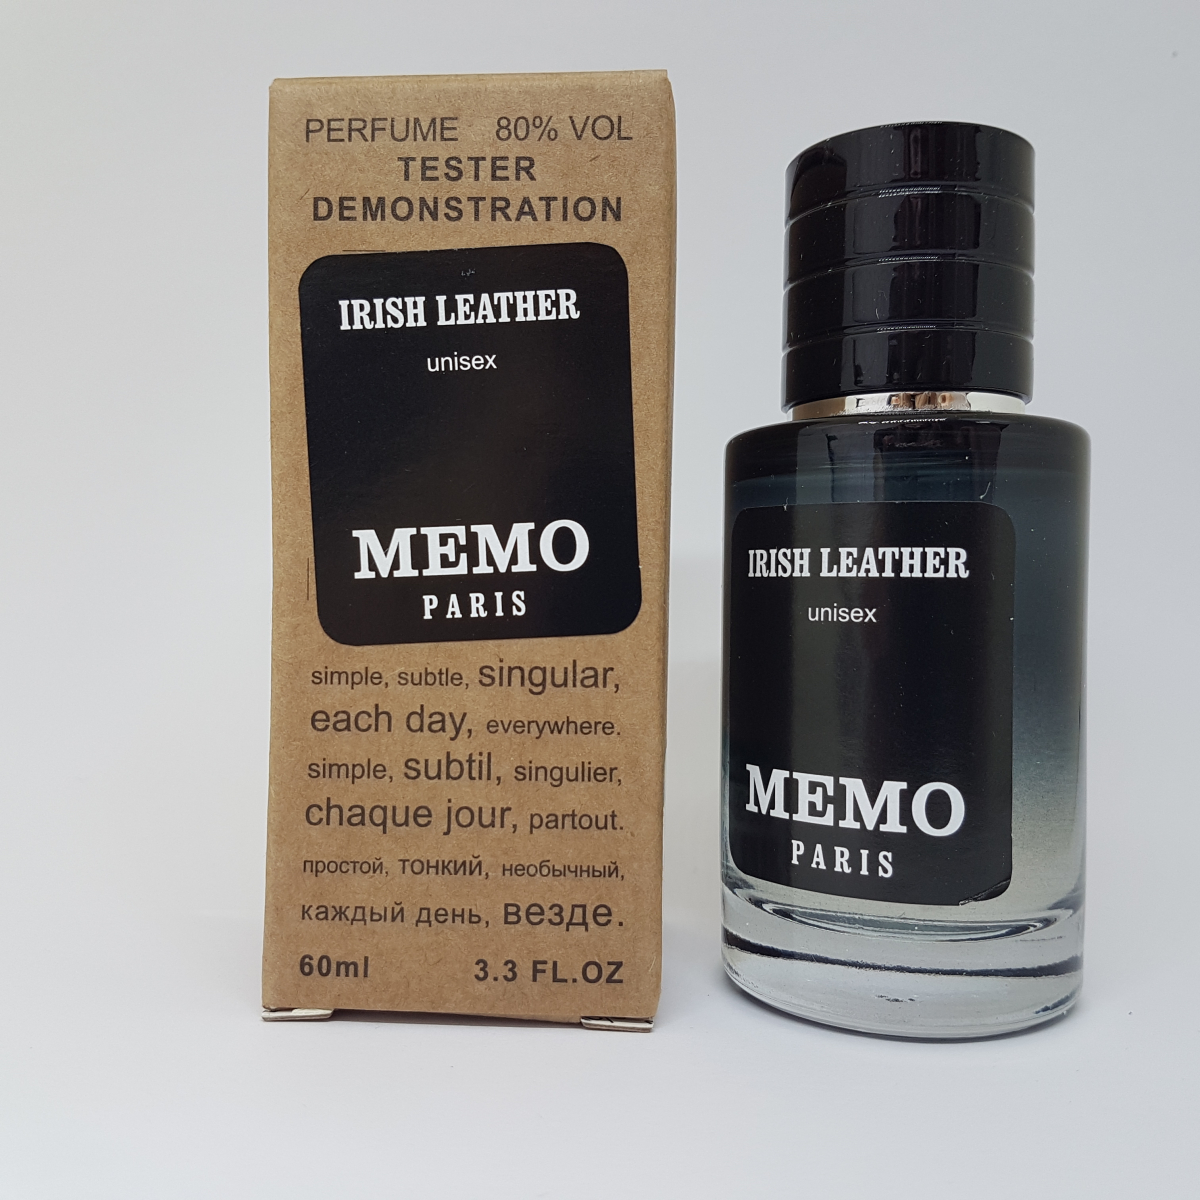 PERFUME 80% VOL
TESTER
DEMONSTRATION
IRISH LEATHER
unisex
MEMO
PARIS
simple, subtle, singular,
each day, everywhere.
simple, subtil, singulier,
chaque jour, partout.
простой, тонкий, необычный,
каждый день, везде.
60ml 3.3 FL.OZ
IRISH LEATHER
unisex
MEMO
PARIS